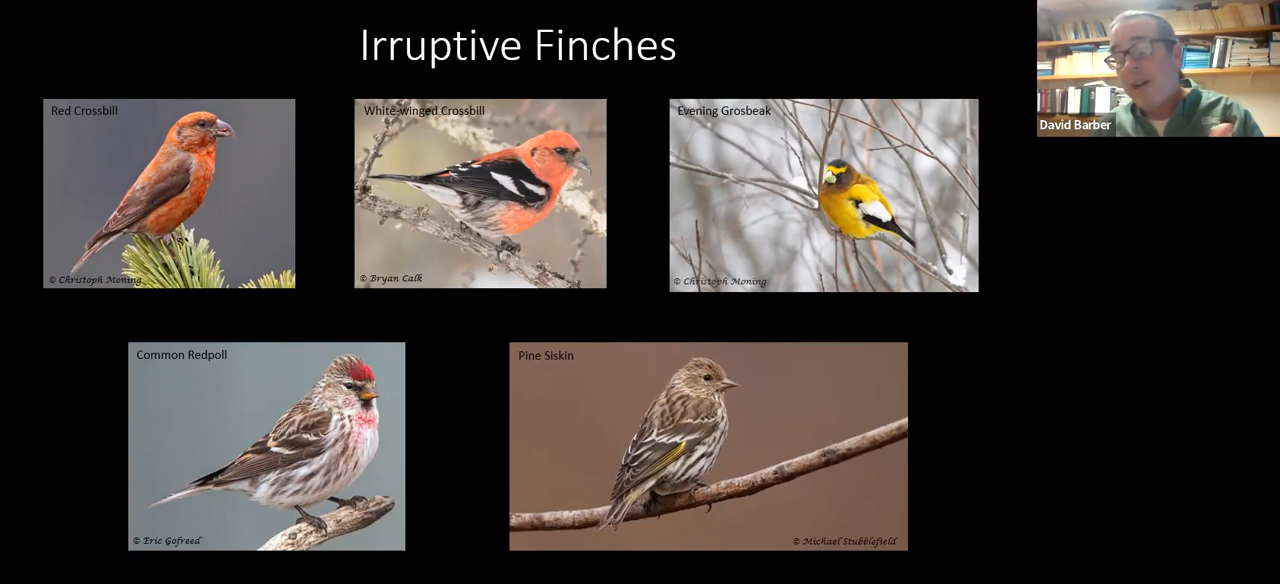 Irruptive Finches
David Barber
Red Crossbill
© Christoph Moning
White-winged Crossbill
© Bryan Calk
Evening Grosbeak
© Christoph Moning
Common Redpoll
© Eric Gofreed
Pine Siskin
© Michael Stubblefield